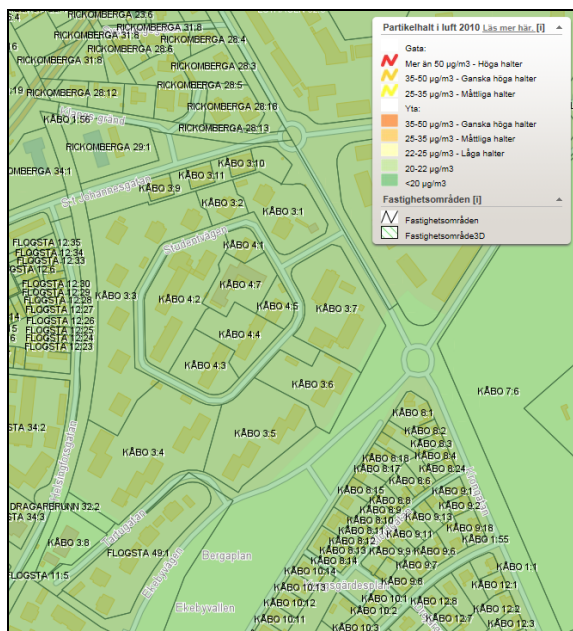 Partikelhalt i luft 2010 Läs mer här. [i]
Gata:
Mer än 50 µg/m3 - Höga halter
35-50 µg/m3 - Ganska höga halter
25-35 µg/m3 - Måttliga halter
Yta:
35-50 µg/m3 - Ganska höga halter
25-35 µg/m3 - Måttliga halter
22-25 µg/m3 - Låga halter
20-22 µg/m3
<20 µg/m3
Fastighetsområden [i]
Fastighetsområden
Fastighetsområde3D
RICKOMBERGA 23:6
6:4
RICKOMBERGA 31:8
RICKOMBERGA 28:4
RICKOMBERGA 28:6
RICKOMBERGA 31:8
RICKOMBERGA 28:3
RICKOMBERGA 28:5
:19
RICKOMBERGA 28:12
RICKOMBERGA 28:16
KÅBO 1:56
RICKOMBERGA 28:13
RICKOMBERGA 29:1
KÅBO 3:10
OMBERGA 34:1
KÅBO 3:11
KÅBO 3:9
S:t Johannesgatan
KÅBO 3:2
KÅBO 3:1
Studentvägen
FLOGSTA 12:35
KÅBO 4:1
FLOGSTA 12:34
FLOGSTA 12:33
GSTA 12:6
FLOGSTA 12:30
KÅBO 4:7
FLOGSTA 12:29
KÅBO 3:3
KÅBO 4:2
FLOGSTA 12:28
KÅBO 4:5
KÅBO 3:7
FLOGSTA 12:27
FLOGSTA 12:26
FLOGSTA 12:25
KÅBO 4:4
FLOGSTA 12:24
FLOGSTA 12:23
KÅBO 4:3
KÅBO 3:6
KÅBO 7:6
KÅBO 8:1
STA 34:2
KÅBO 3:5
KÅBO 8:2
KÅBO 8:3
KÅBO 3:4
KÅBO 8:18
KÅBO 8:4
KÅBO 8:17
KÅBO 8:24
Helsingforsgatan
KÅBO 8:6
KÅBO 8:15
KÅBO 9:1
DRAGARBRUNN 32:2
KÅBO 8:8
KÅBO 9:2
STA 34:3
KÅBO 8:9
KÅBO 8:10
KÅBO 9:13
Tartugatan
KÅBO 8:11
KÅBO 9:11
KÅBO 9:18
KÅBO 3:8
KÅBO 8:12
KÅBO 1:55
FLOGSTA 49:1
Bergaplan
KÅBO 8:13
KÅBO 9:9
KÅBO 9:6
KÅBO 8:14
KÅBO 9:7
KÅBO 1:1
FLOGSTA 11:5
Ekebyvägen
KÅBO 10:14
KÅBO 9:8
KÅBO 12:1
KÅBO 10:13
KÅBO 10:1
KÅBO 12:8
Ekebyvallen
KÅBO 10:12
KÅBO 10:2
KÅBO 12:2
KÅBO 12:7
KÅBO 10:11
KÅBO 10:3
KÅBO 12:3